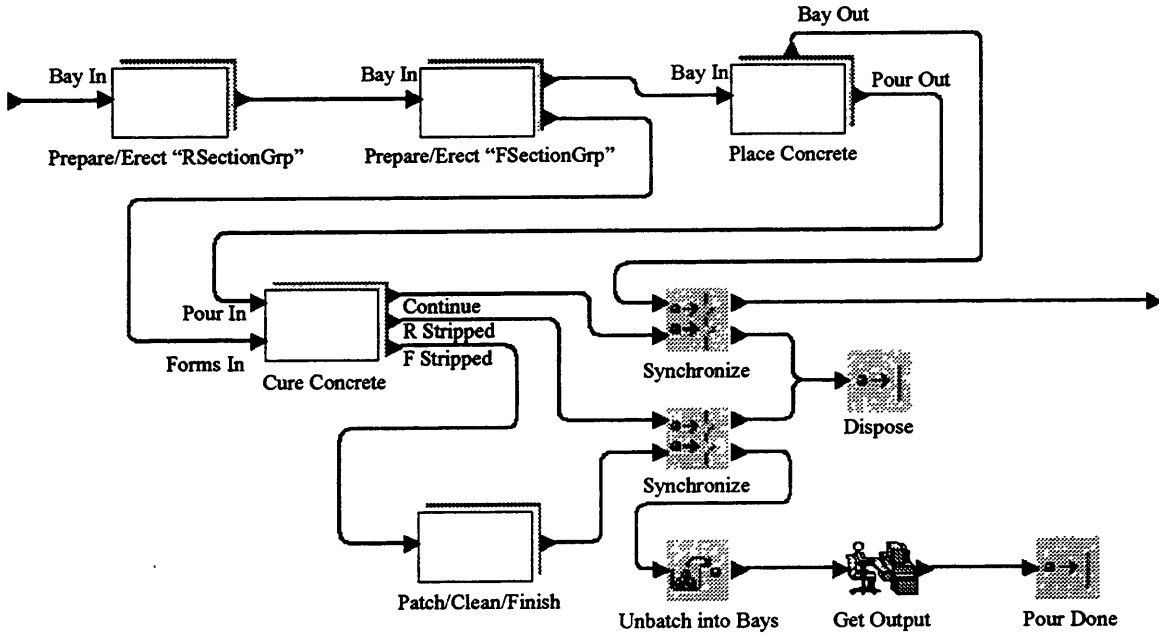 Bay Out
Bay In
Bay In
Bay In
Pour Out
Prepare/Erect “RSectionGrp”
Prepare/Erect “FSectionGrp”
Place Concrete
Pour In
Continue
R Stripped
Forms In
F Stripped
Cure Concrete
Synchronize
Dispose
Synchronize
Patch/Clean/Finish
Unbatch into Bays
Get Output
Pour Done